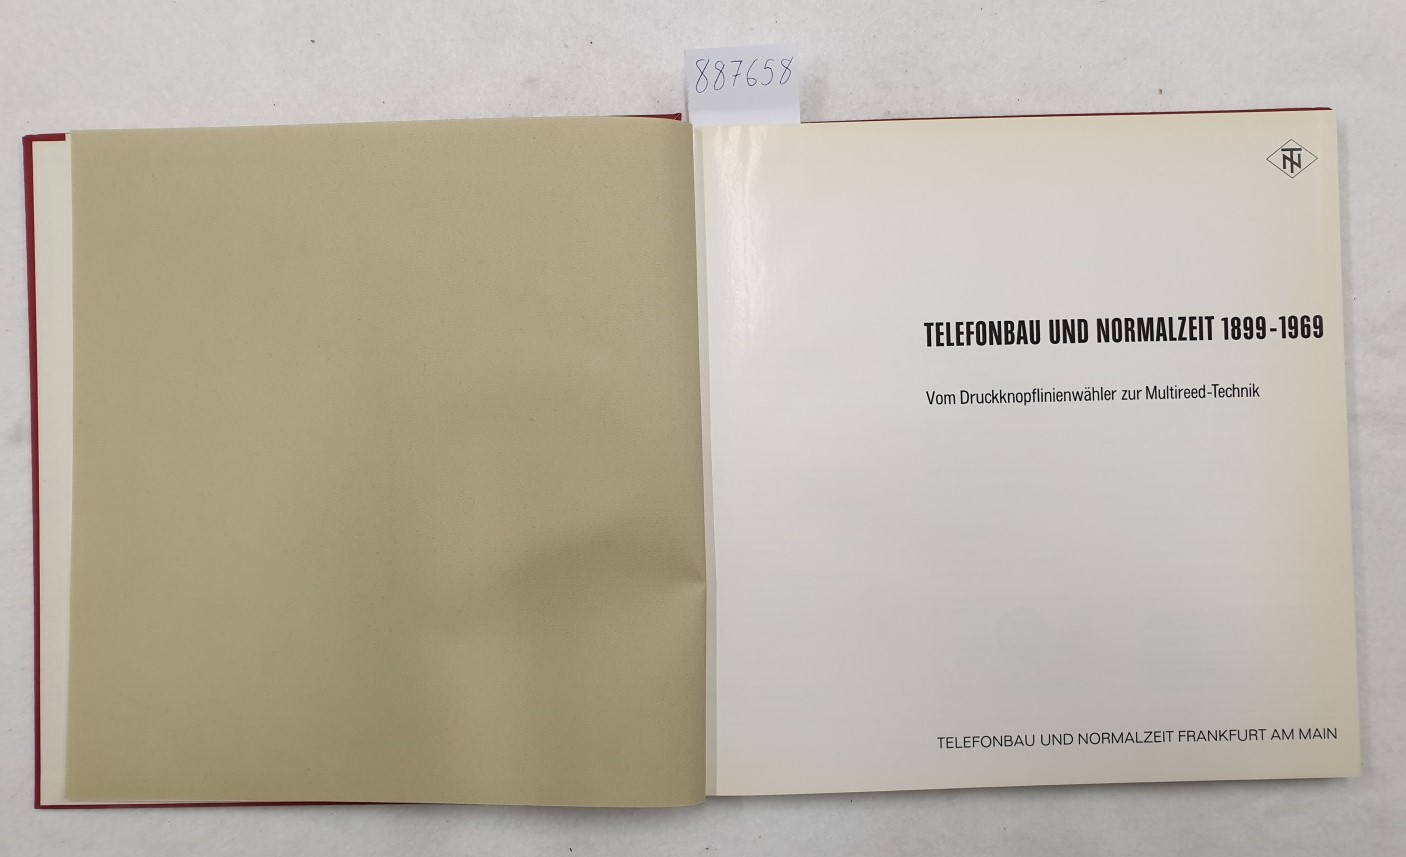 887658
TN
TELEFONBAU UND NORMALZEIT 1899-1969
Vom Druckknopflinienwähler zur Multireed-Technik
TELEFONBAU UND NORMALZEIT FRANKFURT AM MAIN